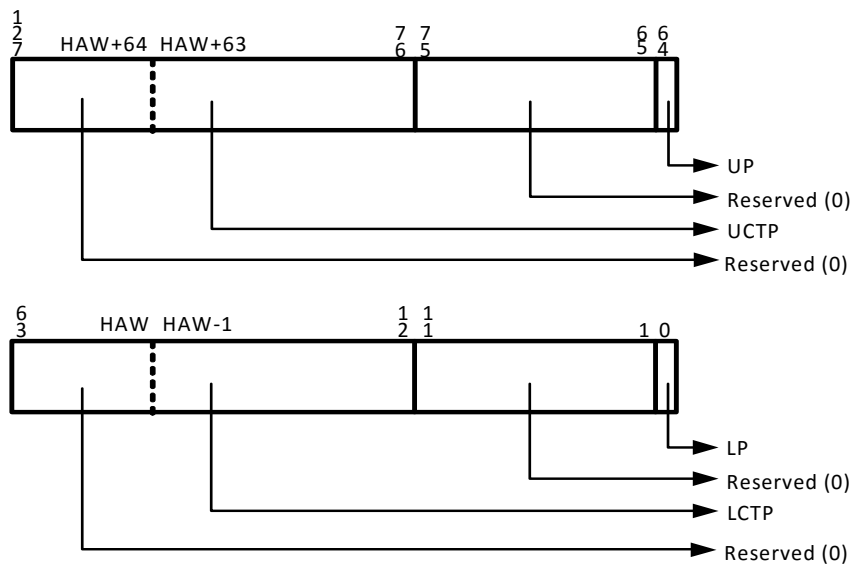 127 HAW+64 HAW+63 76 75 65 64
UP
Reserved (0)
UCTP
Reserved (0)
63 HAW HAW-1 12 11 1 0
LP
Reserved (0)
LCTP
Reserved (0)